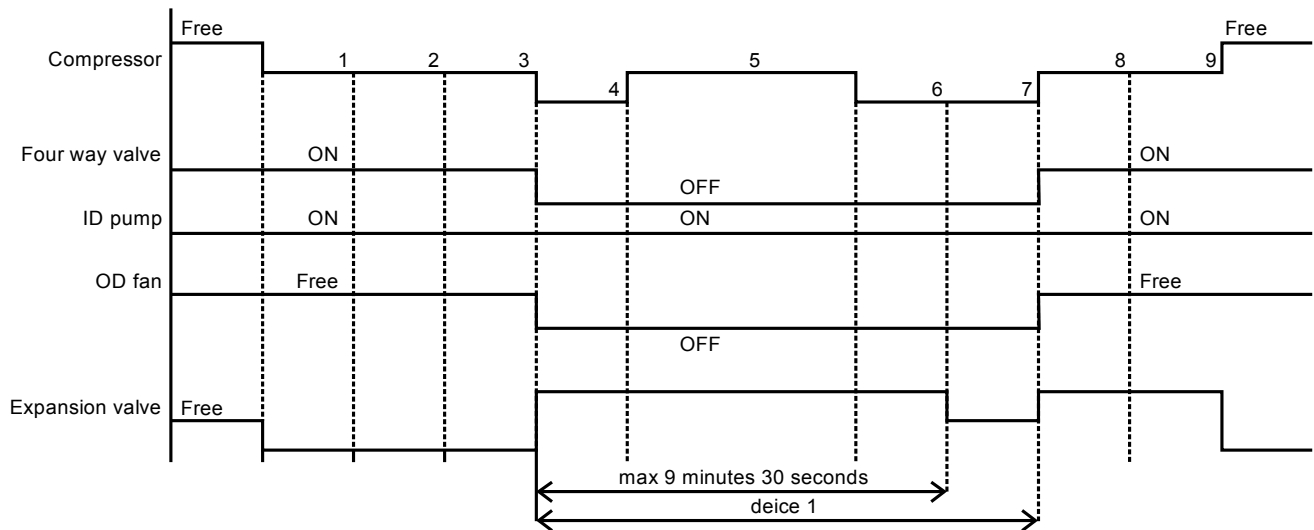 Free Free
Compressor 1 2 3 4 5 6 7 8 9
Four way valve ON OFF ON
ID pump ON ON ON
OD fan Free OFF Free
Expansion valve Free
max 9 minutes 30 seconds
deice 1